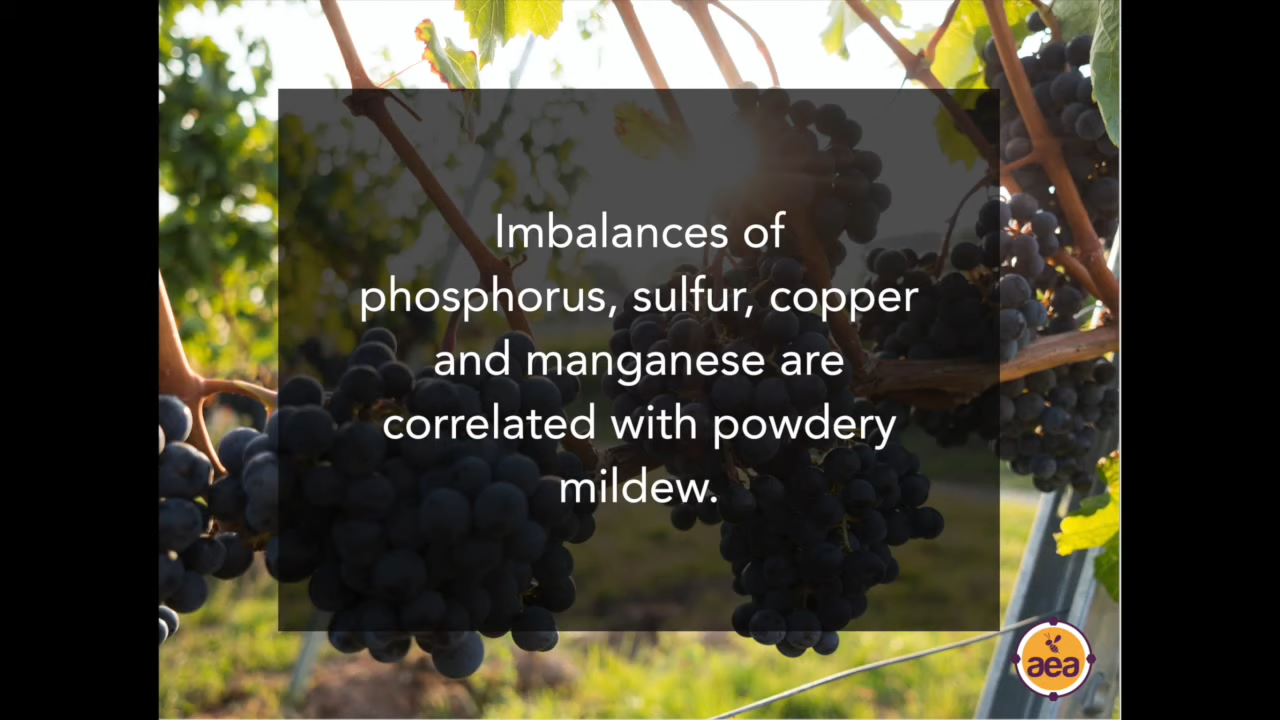 Imbalances of
phosphorus, sulfur, copper
and manganese are
correlated with powdery
mildew.
aea